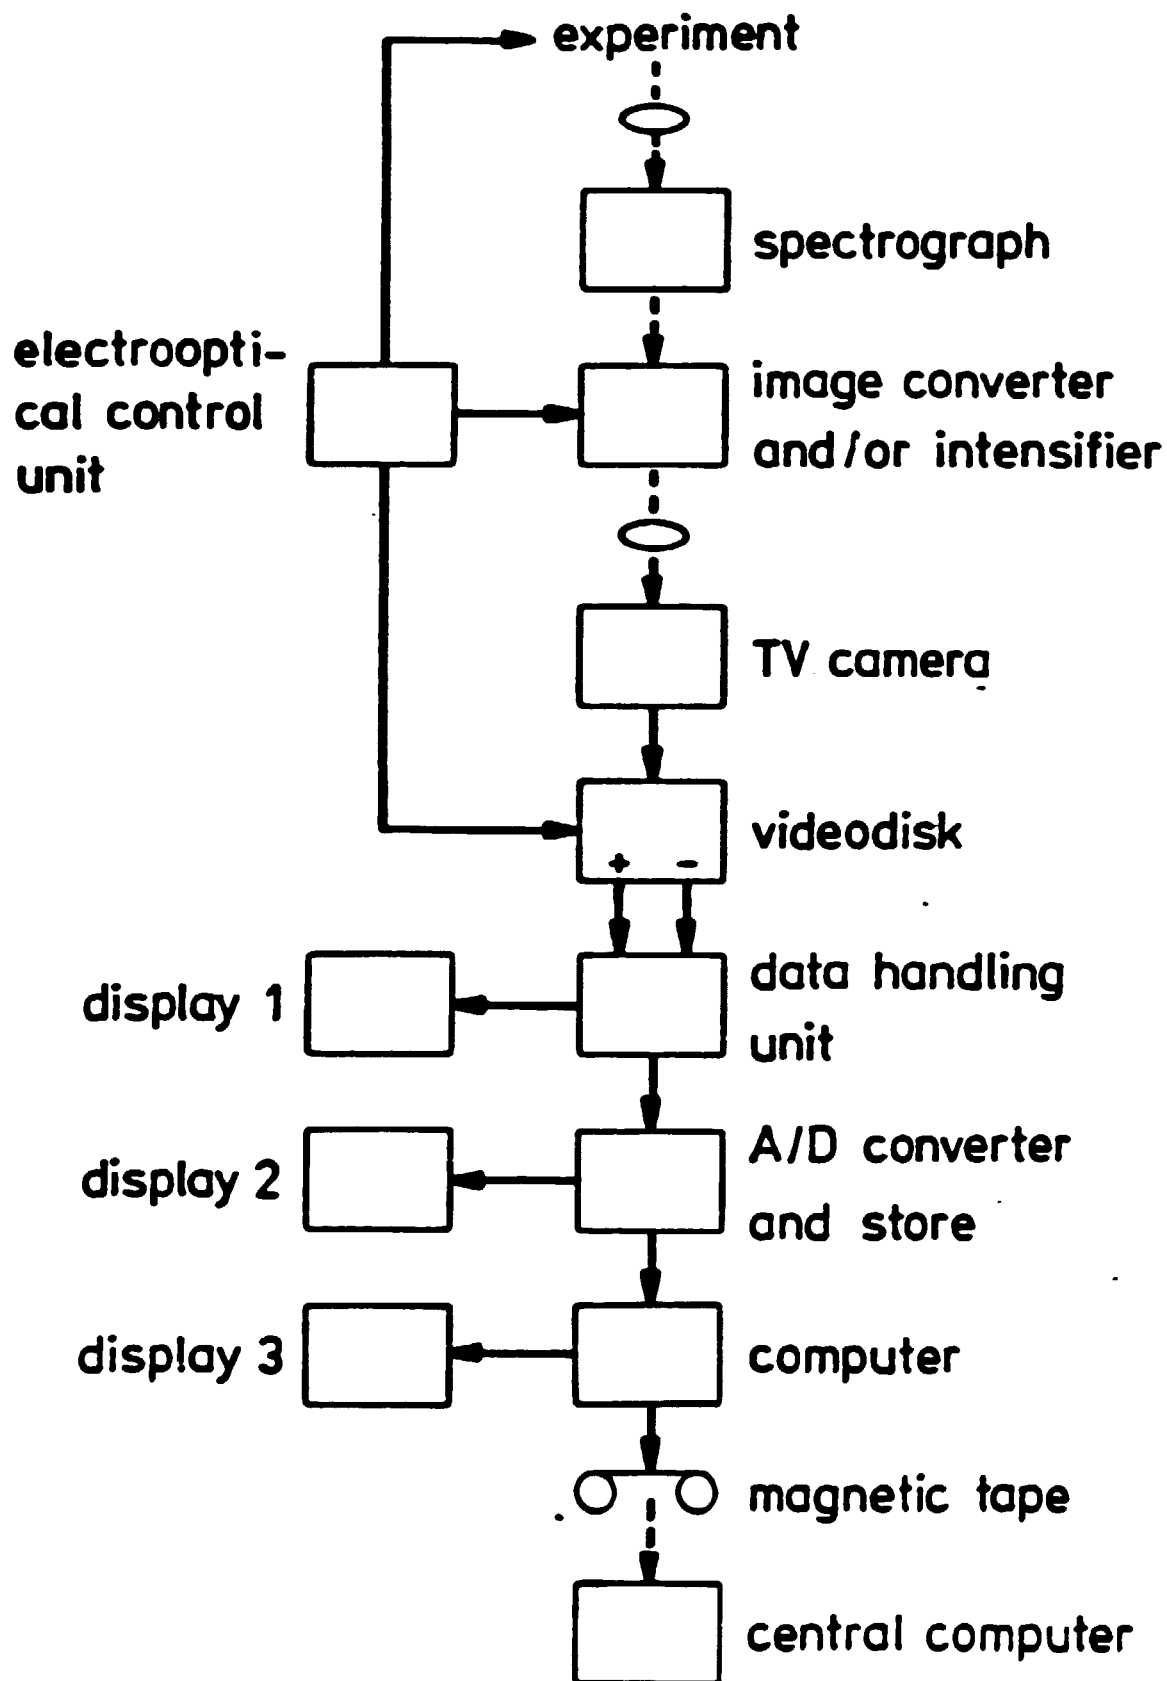 experiment
spectrograph
electroopti-
cal control
unit
image converter
and/or intensifier
TV camera
videodisk
+ -
data handling
unit
display 1
A/D converter
and store
display 2
computer
display 3
magnetic tape
central computer